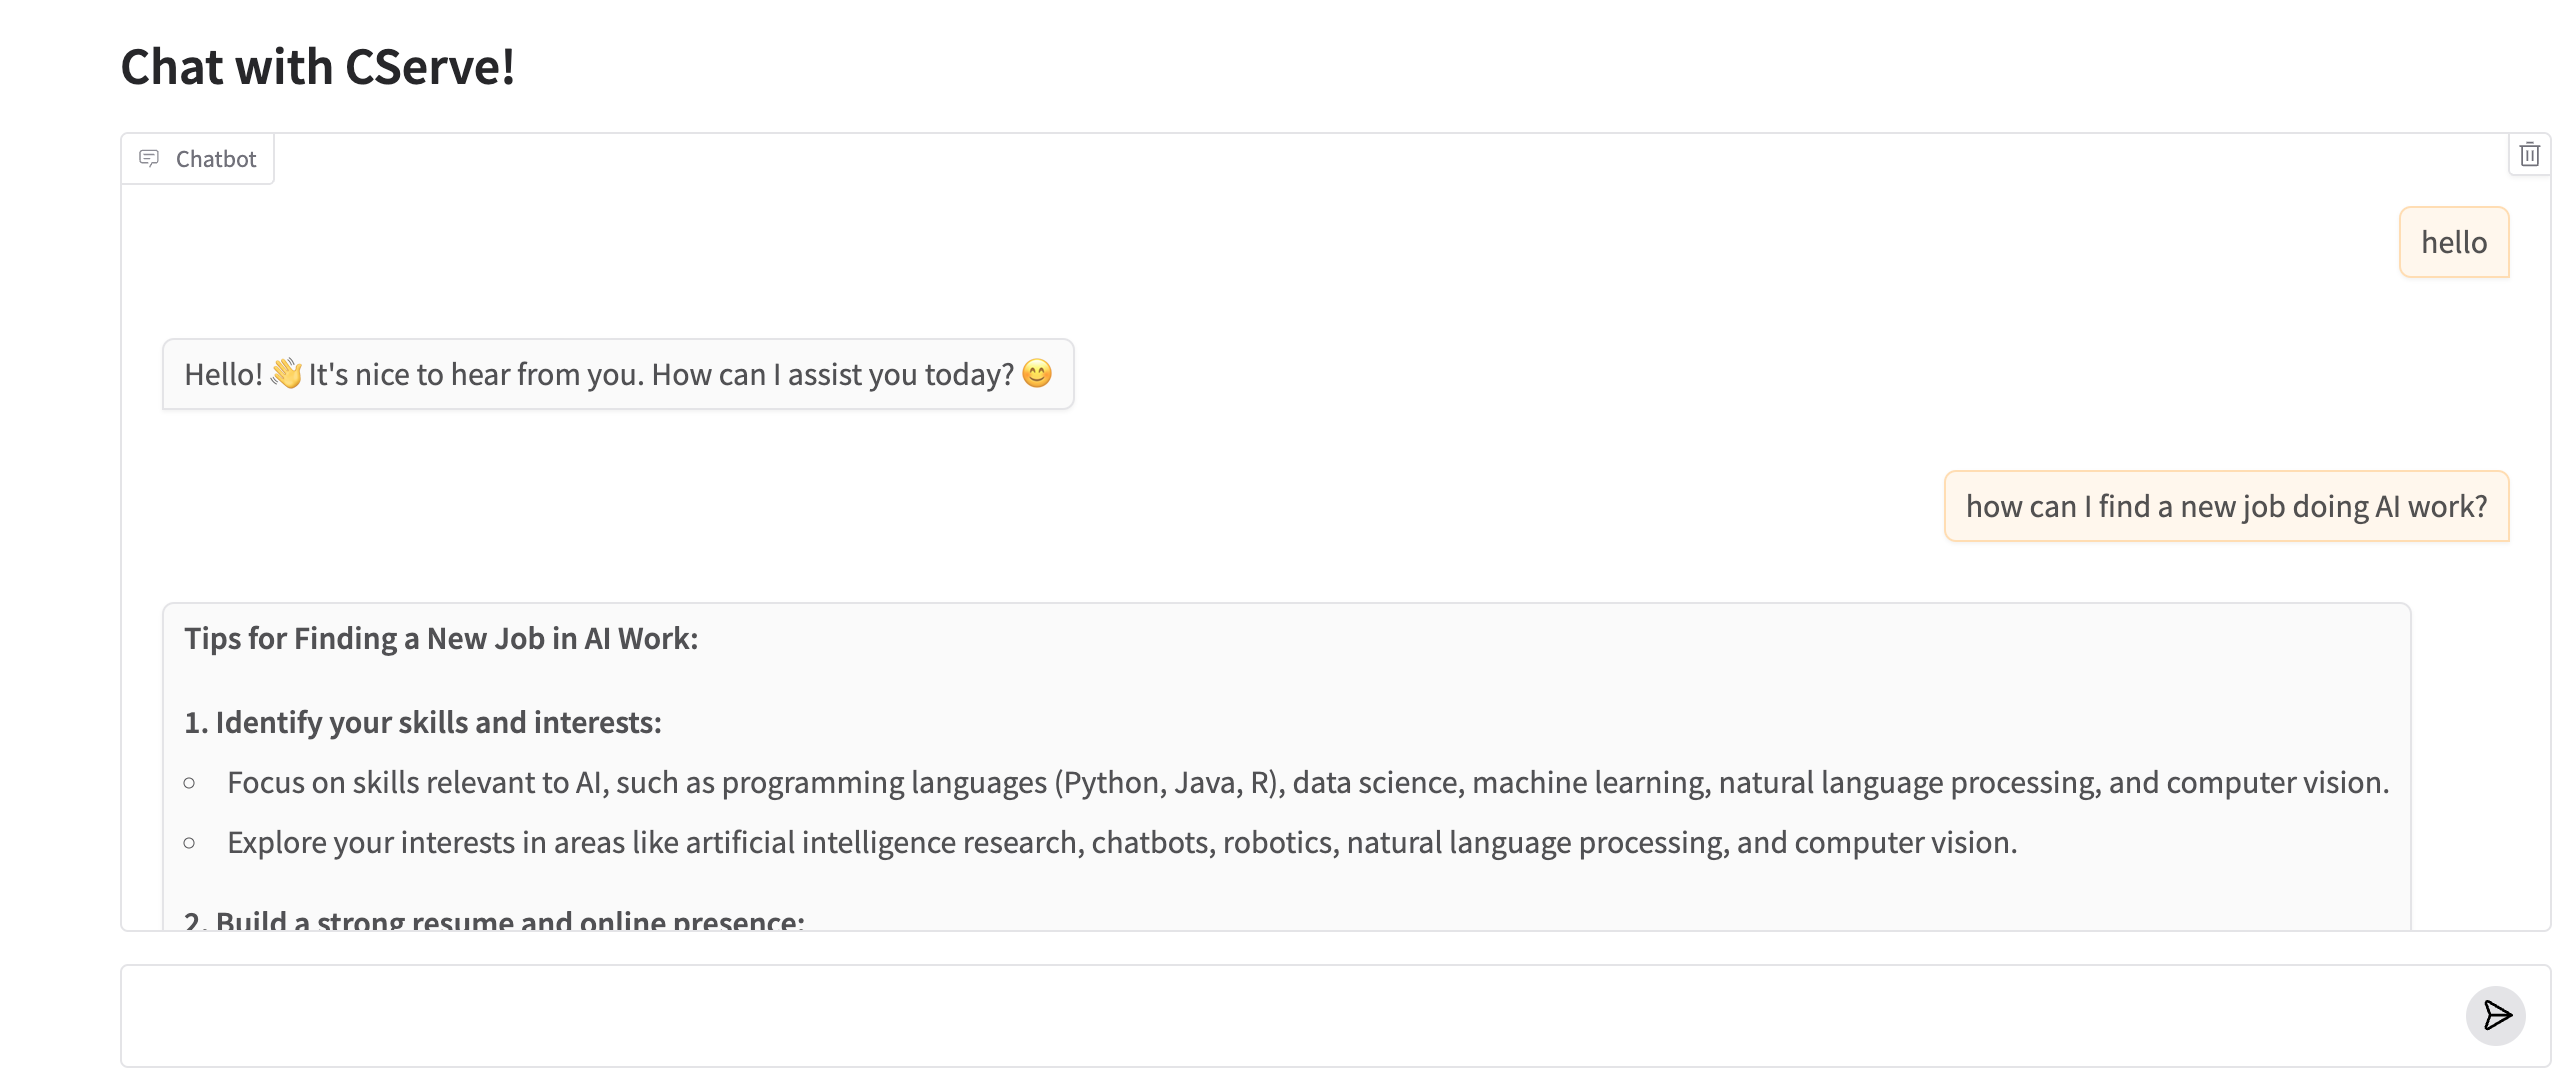 Chat with CServe!
Chatbot
hello
Hello! 👋 It's nice to hear from you. How can I assist you today? 😊
how can I find a new job doing AI work?
Tips for Finding a New Job in AI Work:
1. Identify your skills and interests:
Focus on skills relevant to AI, such as programming languages (Python, Java, R), data science, machine learning, natural language processing, and computer vision.
Explore your interests in areas like artificial intelligence research, chatbots, robotics, natural language processing, and computer vision.
2. Build a strong resume and online presence: